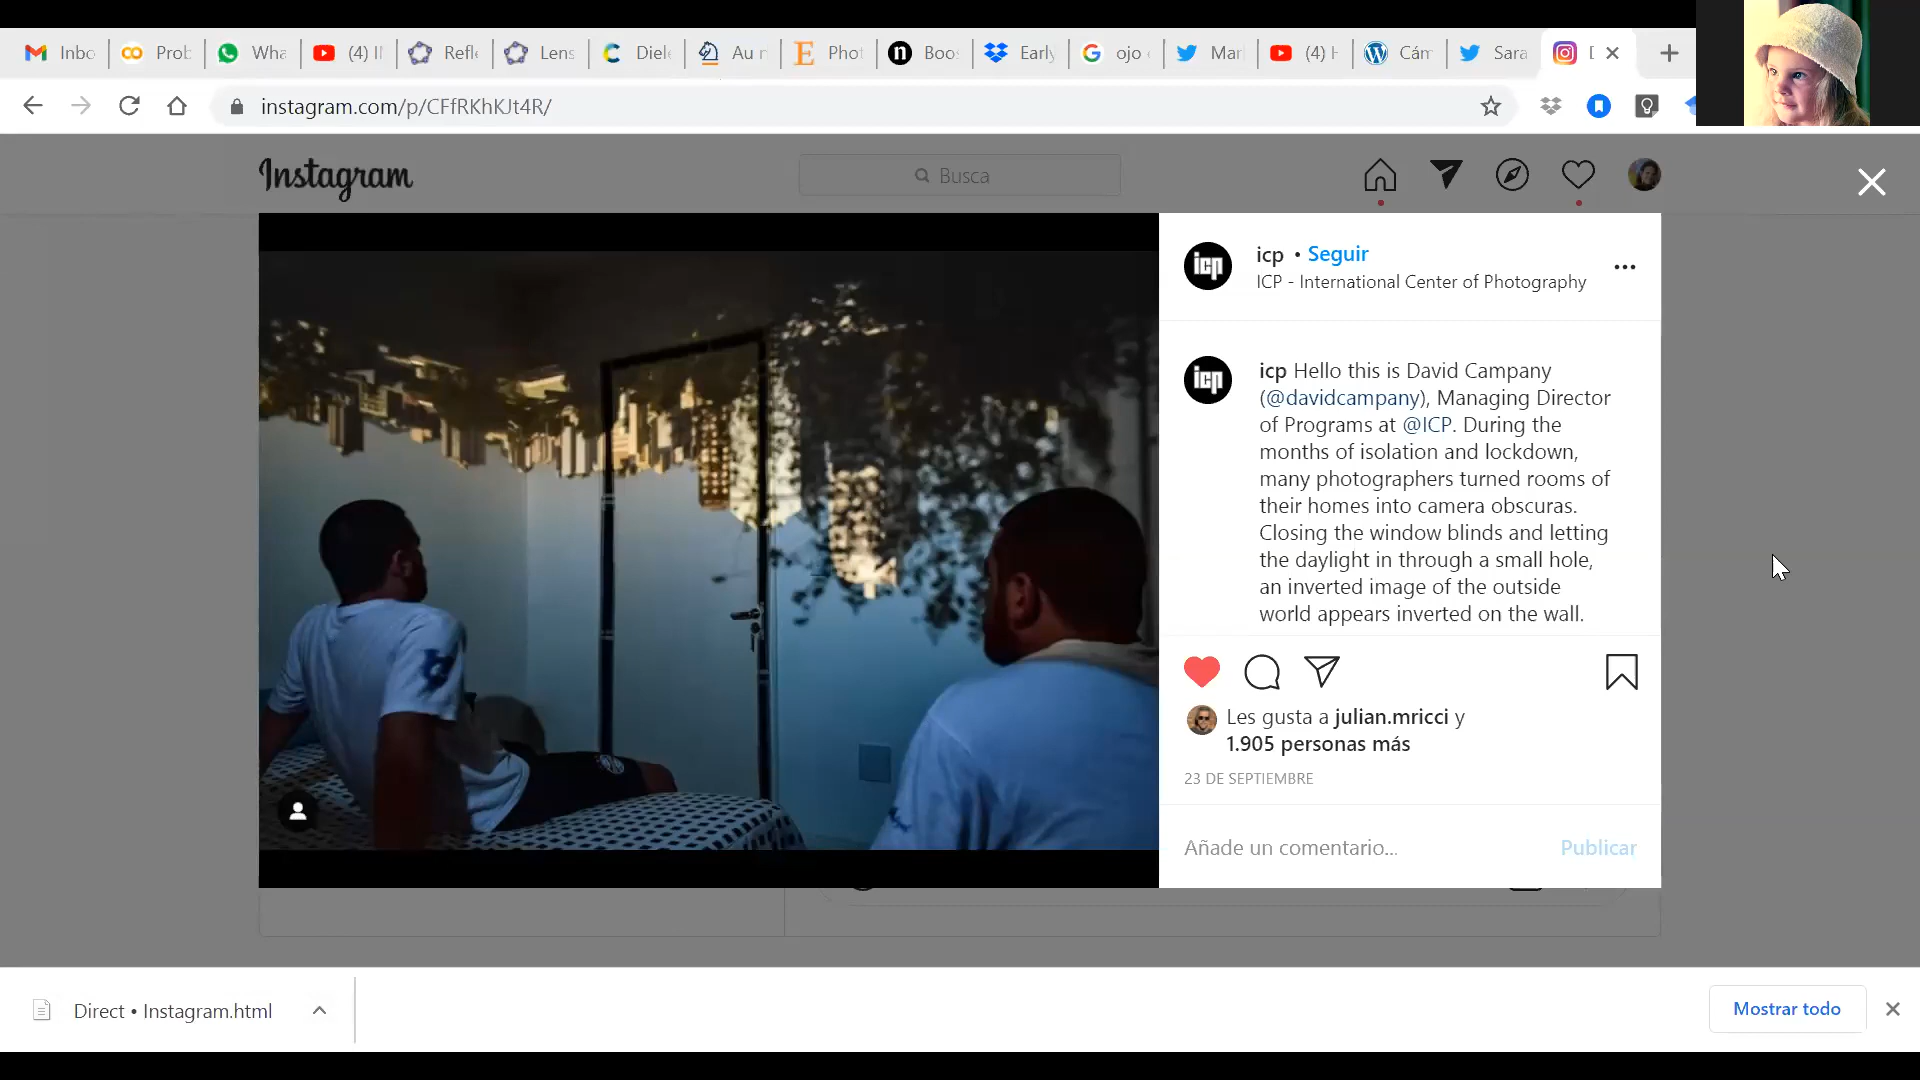 Inbo
Prob
Wha
(4) I
Refle
Lens
Diele
Au r
Phot
Boo
Early
ojo
Mar
(4) H
Cám
Sara
instagram.com/p/CFfRKhKJt4R/
Instagram
Busca
icp • Seguir
ICP - International Center of Photography
icp Hello this is David Campany
(@davidcampany), Managing Director
of Programs at @ICP. During the
months of isolation and lockdown,
many photographers turned rooms of
their homes into camera obscuras.
Closing the window blinds and letting
the daylight in through a small hole,
an inverted image of the outside
world appears inverted on the wall.
Les gusta a julian.mricci y
1.905 personas más
23 DE SEPTIEMBRE
Añade un comentario...
Publicar
Direct • Instagram.html
Mostrar todo